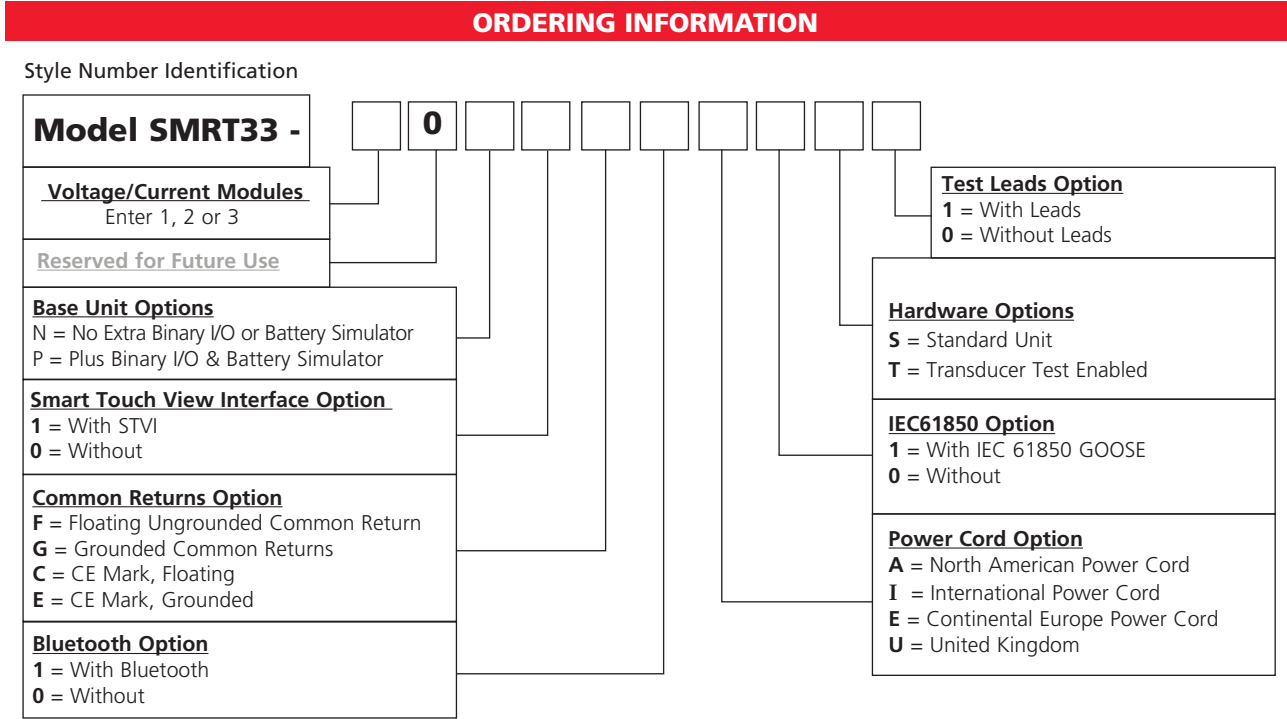 ORDERING INFORMATION
Style Number Identification
Model SMRT33 -
0
Voltage/Current Modules
Enter 1, 2 or 3
Reserved for Future Use
Base Unit Options
N = No Extra Binary I/O or Battery Simulator
P = Plus Binary I/O & Battery Simulator
Smart Touch View Interface Option
1 = With STVI
0 = Without
Common Returns Option
F = Floating Ungrounded Common Return
G = Grounded Common Returns
C = CE Mark, Floating
E = CE Mark, Grounded
Bluetooth Option
1 = With Bluetooth
0 = Without
Test Leads Option
1 = With Leads
0 = Without Leads
Hardware Options
S = Standard Unit
T = Transducer Test Enabled
IEC61850 Option
1 = With IEC 61850 GOOSE
0 = Without
Power Cord Option
A = North American Power Cord
I = International Power Cord
E = Continental Europe Power Cord
U = United Kingdom